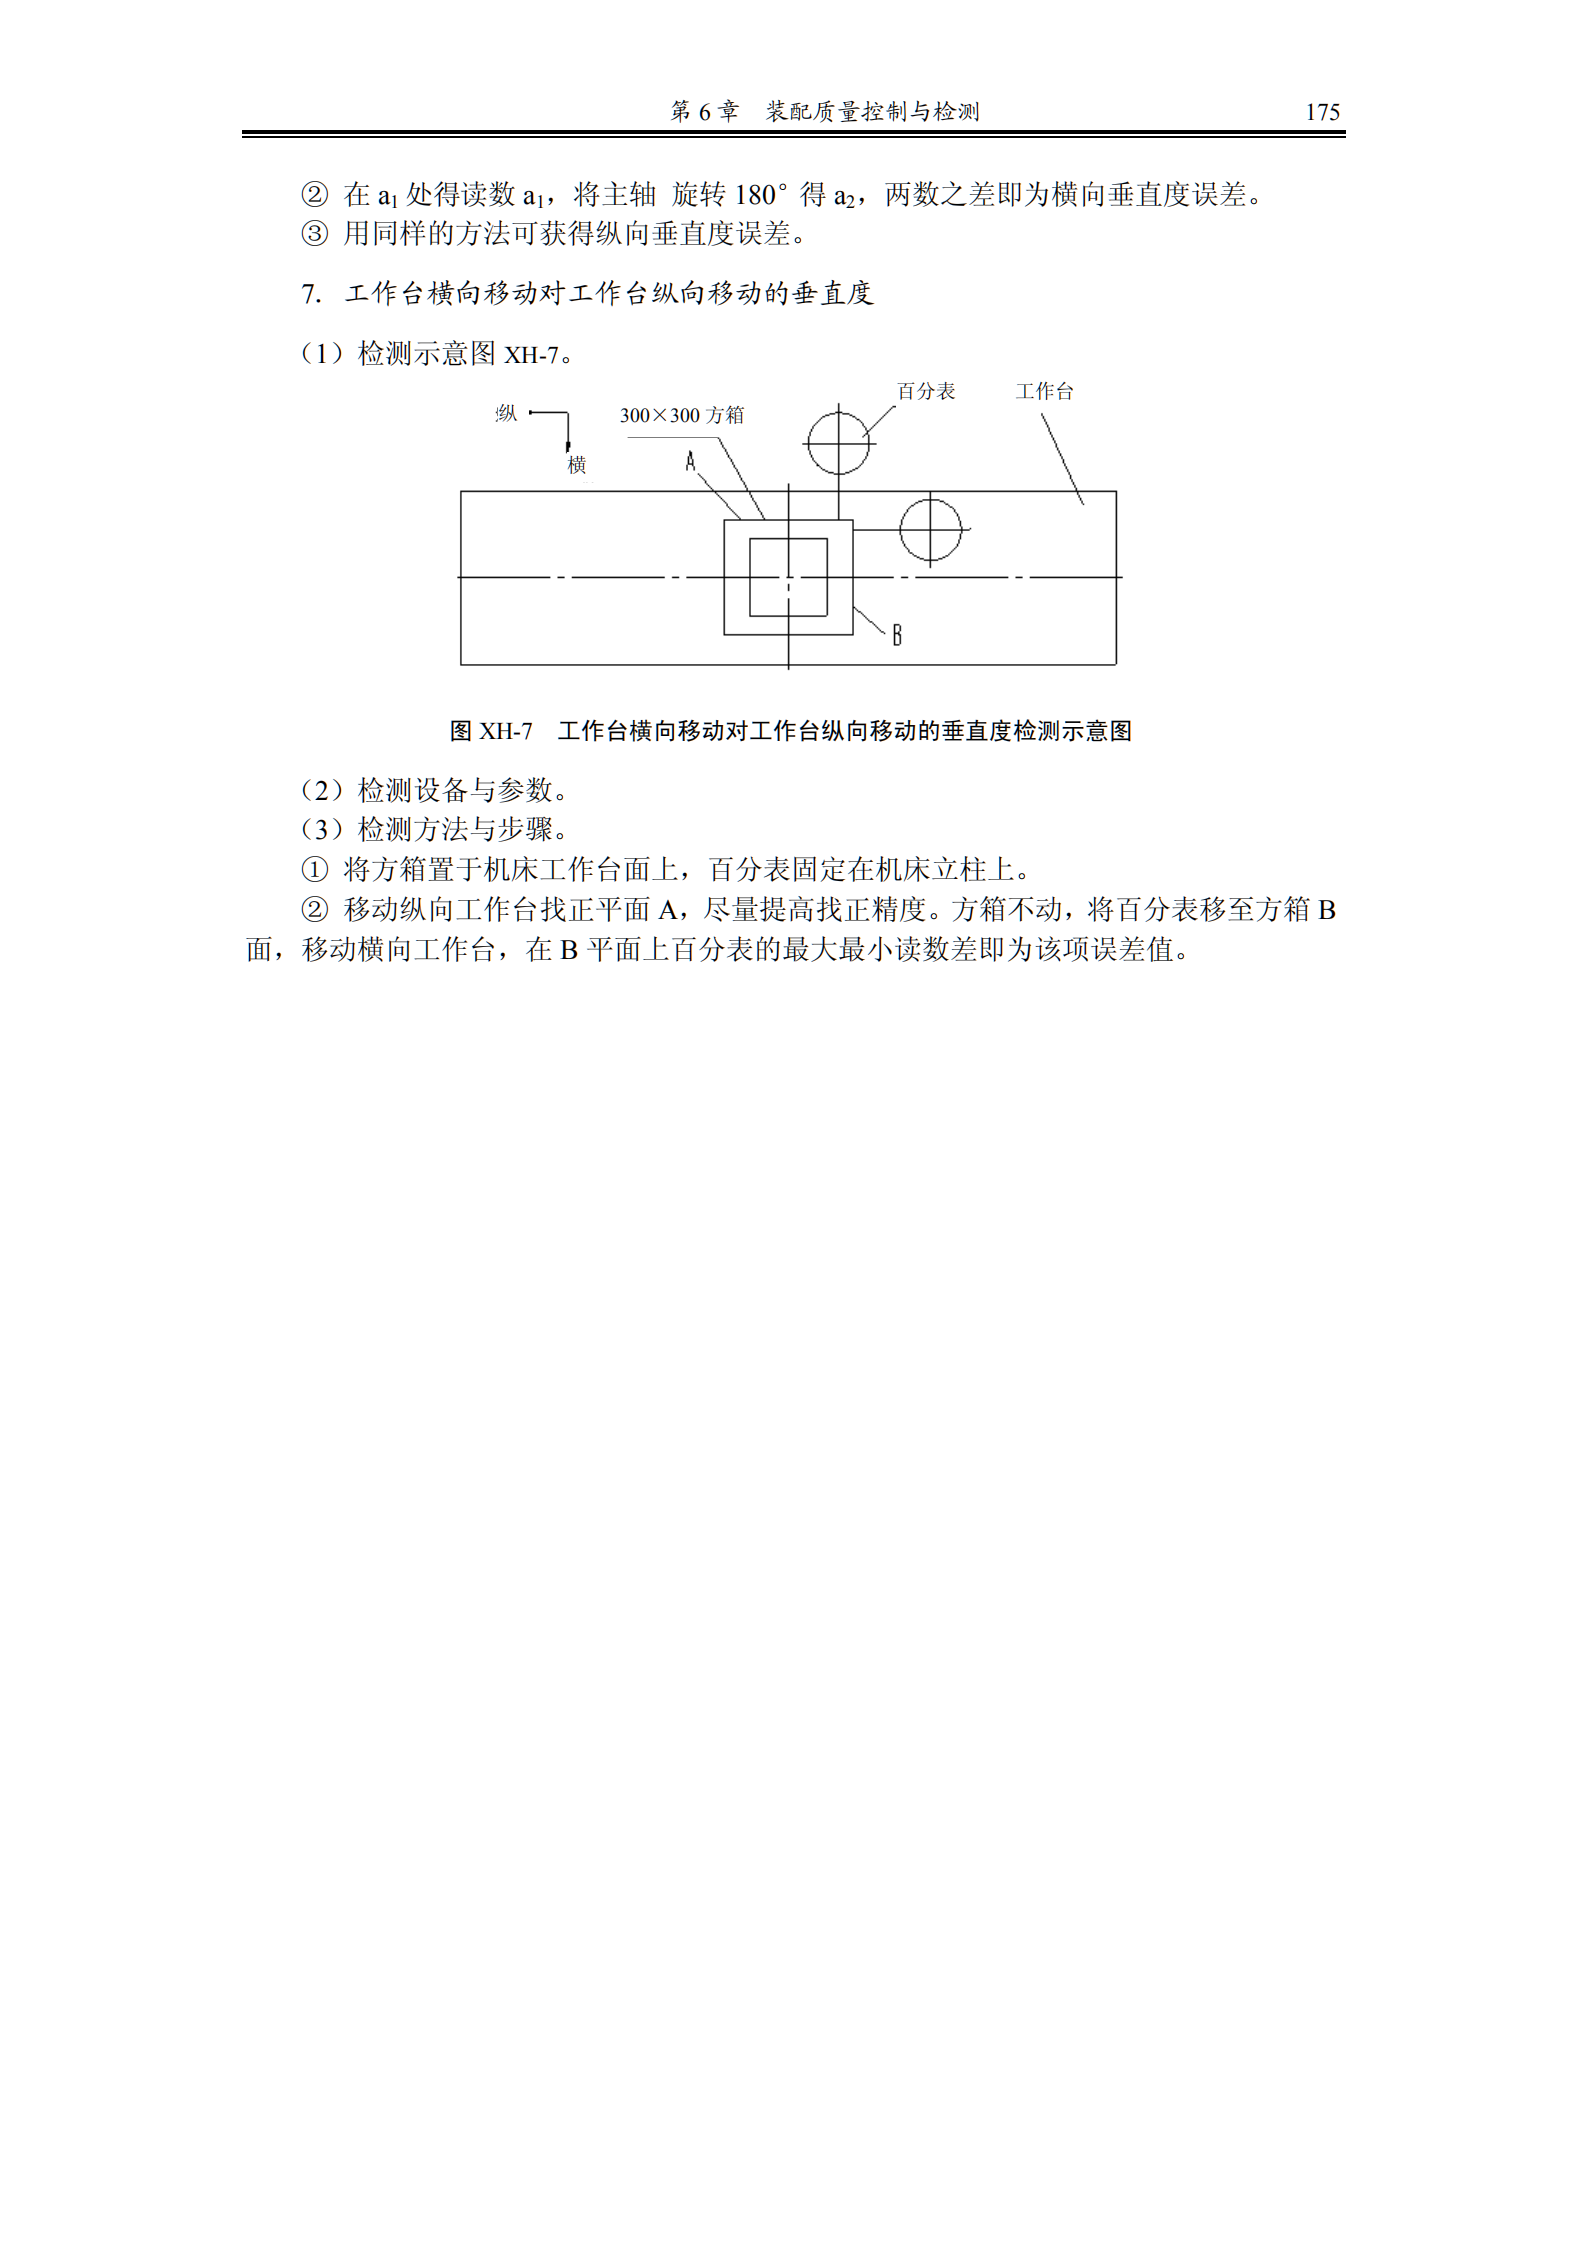 第 6 章 装配质量控制与检测 175
② 在 a₁ 处得读数 a₁，将主轴 旋转 180°得 a₂，两数之差即为横向垂直度误差。
③ 用同样的方法可获得纵向垂直度误差。
7. 工作台横向移动对工作台纵向移动的垂直度
（1）检测示意图 XH-7。
百分表 工作台
纵 300×300 方箱
横 A
B
图 XH-7 工作台横向移动对工作台纵向移动的垂直度检测示意图
（2）检测设备与参数。
（3）检测方法与步骤。
① 将方箱置于机床工作台面上，百分表固定在机床立柱上。
② 移动纵向工作台找正平面 A，尽量提高找正精度。方箱不动，将百分表移至方箱 B
面，移动横向工作台，在 B 平面上百分表的最大最小读数差即为该项误差值。